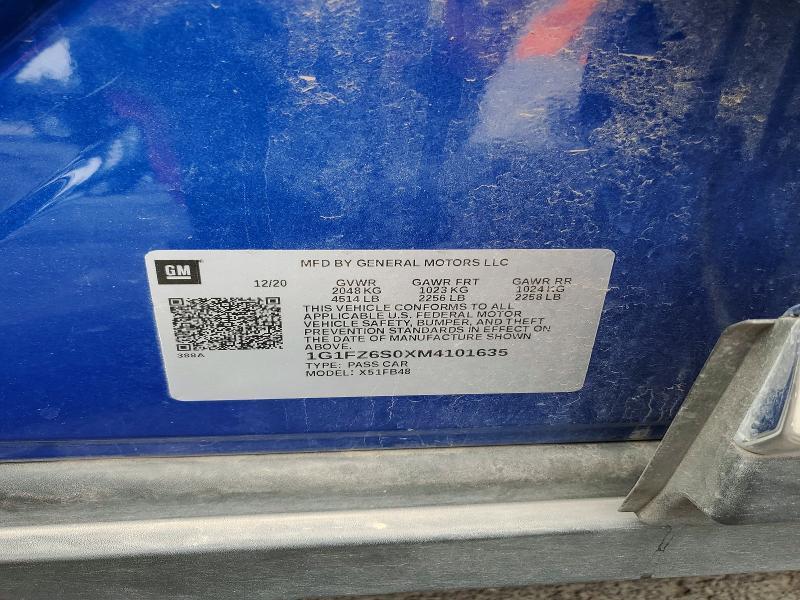 GM
MFD BY GENERAL MOTORS LLC
12/20
GVWR GAWR FRT GAWR RR
2048 KG 1023 KG 1024 KG
4514 LB 2256 LB 2258 LB
THIS VEHICLE CONFORMS TO ALL
APPLICABLE U.S. FEDERAL MOTOR
VEHICLE SAFETY, BUMPER, AND THEFT
PREVENTION STANDARDS IN EFFECT ON
THE DATE OF MANUFACTURE SHOWN
ABOVE.
388A
1G1FZ6S0XM4101635
TYPE: PASS CAR
MODEL: X51FB48